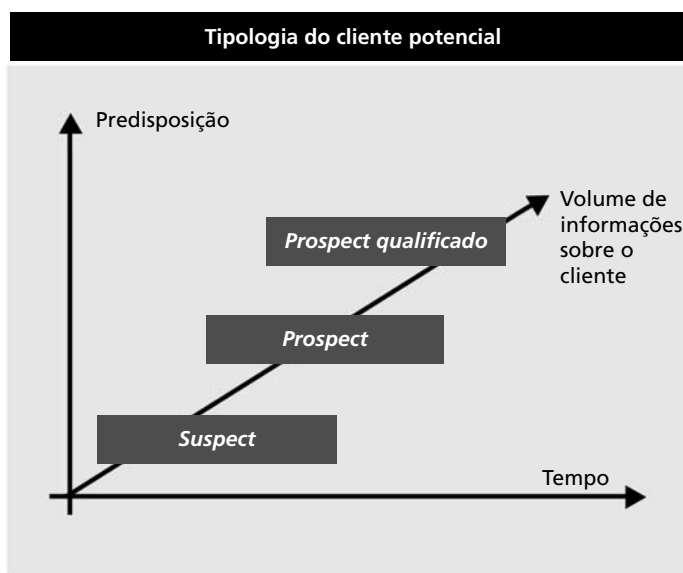 Tipologia do cliente potencial
Predisposição
Volume de
informações
sobre o
cliente
Prospect qualificado
Prospect
Suspect
Tempo